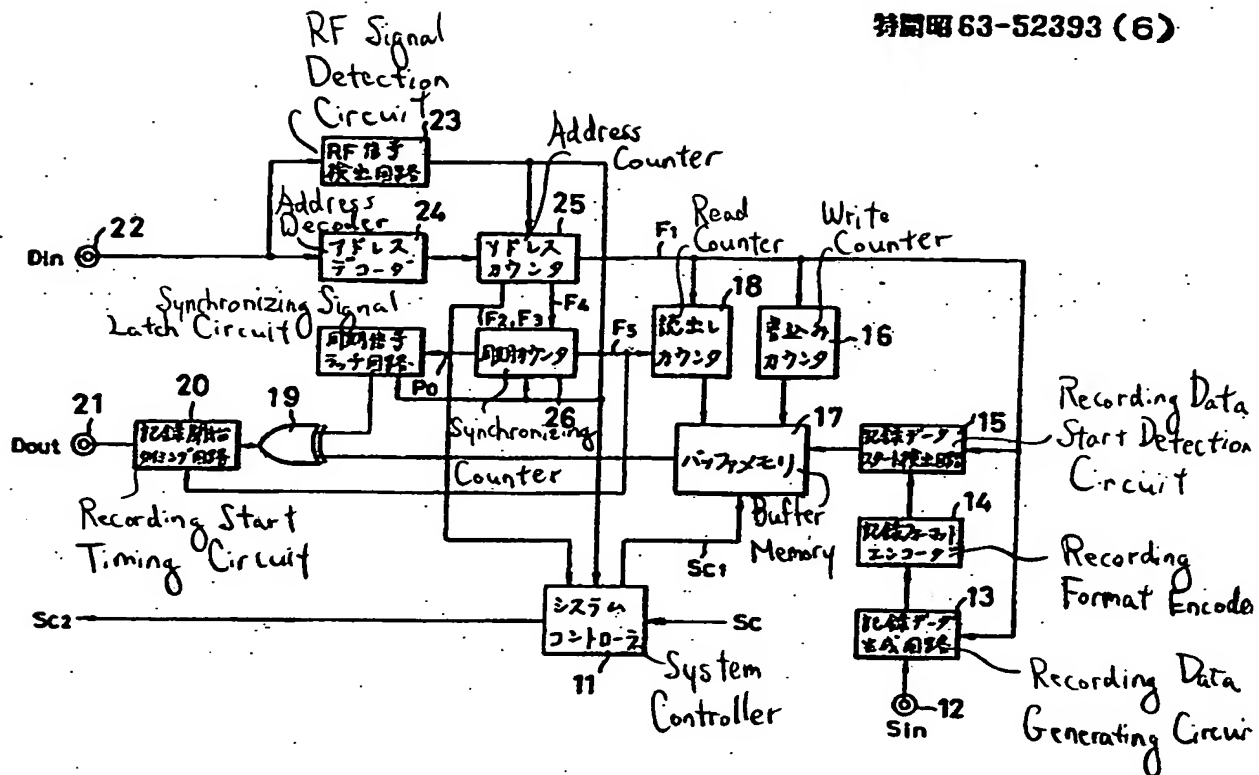 特開昭63-52393(6)
RF Signal
Detection
Circuit
23
RF信号
検出回路
Address
Counter
Address
Decoder
24
アドレス
デコーダ
25
アドレス
カウンタ
Din
22
F1
Read
Counter
Write
Counter
18
読出し
カウンタ
16
書込み
カウンタ
Synchronizing Signal
Latch Circuit
同期信号
ラッチ回路
P0
F2, F3
F4
同期カウンタ
F5
26
Synchronizing
Counter
21
Dout
20
記録開始
タイミング回路
19
Recording Start
Timing Circuit
17
バッファメモリ
Buffer
Memory
15
記録データ
スタート検出回路
Recording Data
Start Detection
Circuit
14
記録フォーマット
エンコーダ
Recording
Format Encode
13
記録データ
生成回路
Recording Data
Generating Circui
Sc1
Sc2
システム
コントローラ
11
Sc
System
Controller
12
Sin